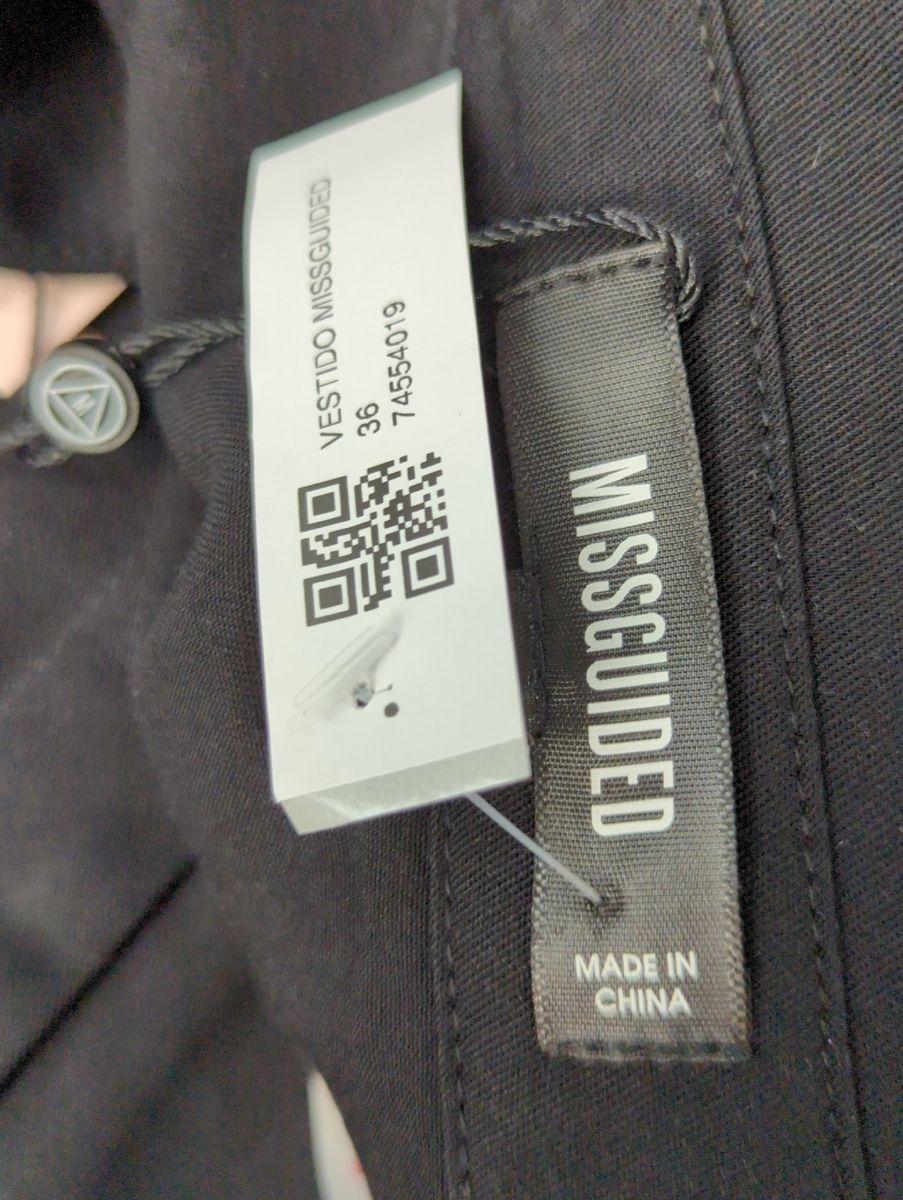 VESTIDO MISSGUIDED
36
74554019
MISSGUIDED
MADE IN
CHINA